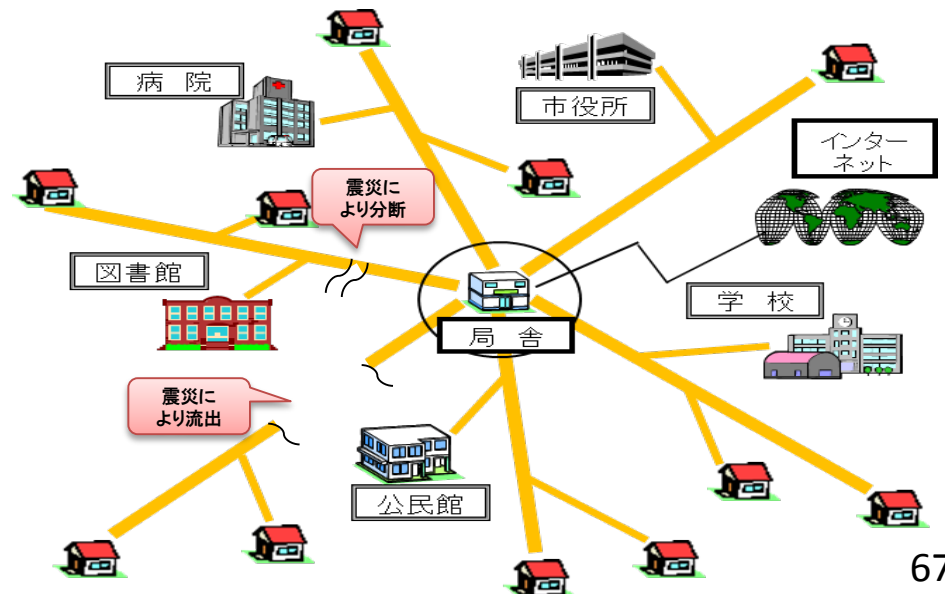 病 院
市役所
インター
ネット
震災に
より分断
図書館
学 校
局 舎
震災に
より流出
公民館
67